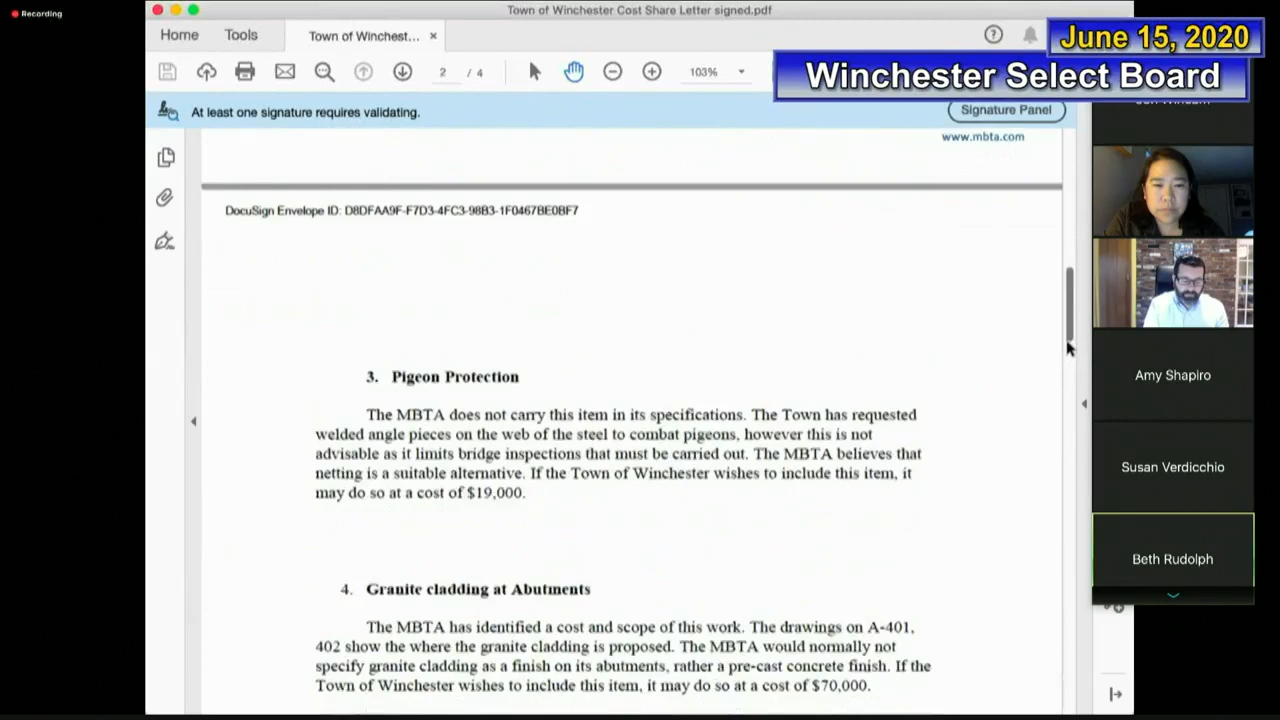 Recording
Town of Winchester Cost Share Letter signed.pdf
Home
Tools
Town of Winchest...
×
June 15, 2020
Winchester Select Board
2 / 4
103%
At least one signature requires validating.
Signature Panel
www.mbta.com
DocuSign Envelope ID: D8DFAA9F-F7D3-4FC3-98B3-1F0467BE0BF7
3. Pigeon Protection
The MBTA does not carry this item in its specifications. The Town has requested
welded angle pieces on the web of the steel to combat pigeons, however this is not
advisable as it limits bridge inspections that must be carried out. The MBTA believes that
netting is a suitable alternative. If the Town of Winchester wishes to include this item, it
may do so at a cost of $19,000.
4. Granite cladding at Abutments
The MBTA has identified a cost and scope of this work. The drawings on A-401,
402 show the where the granite cladding is proposed. The MBTA would normally not
specify granite cladding as a finish on its abutments, rather a pre-cast concrete finish. If the
Town of Winchester wishes to include this item, it may do so at a cost of $70,000.
Amy Shapiro
Susan Verdicchio
Beth Rudolph